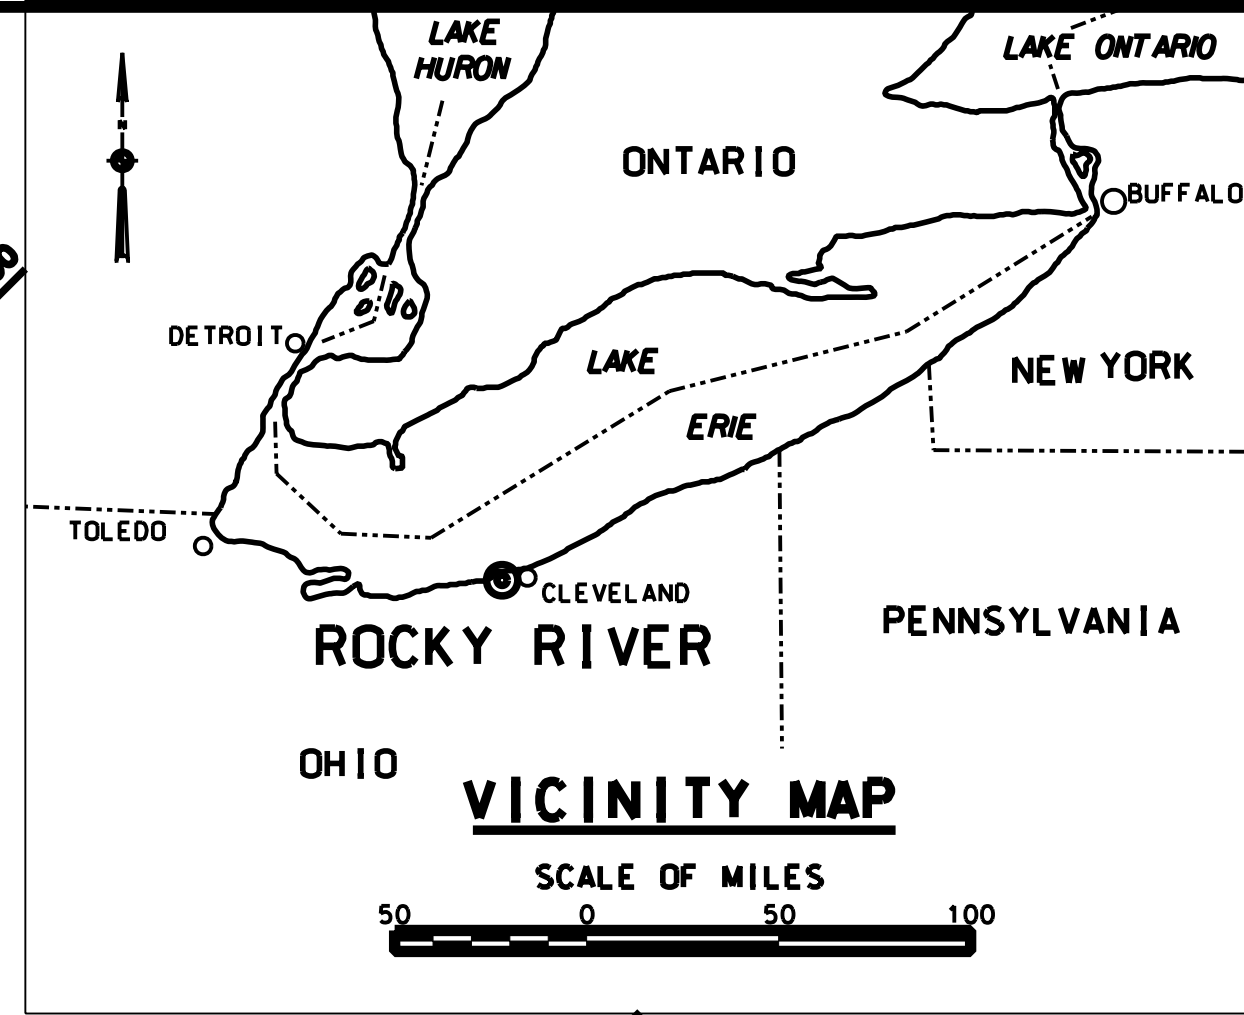 LAKE
HURON
LAKE ONTARIO
N
ONTARIO
BUFFALO
DETROIT
LAKE
ERIE
NEW YORK
TOLEDO
CLEVELAND
ROCKY RIVER
PENNSYLVANIA
OHIO
VICINITY MAP
SCALE OF MILES
50 0 50 100